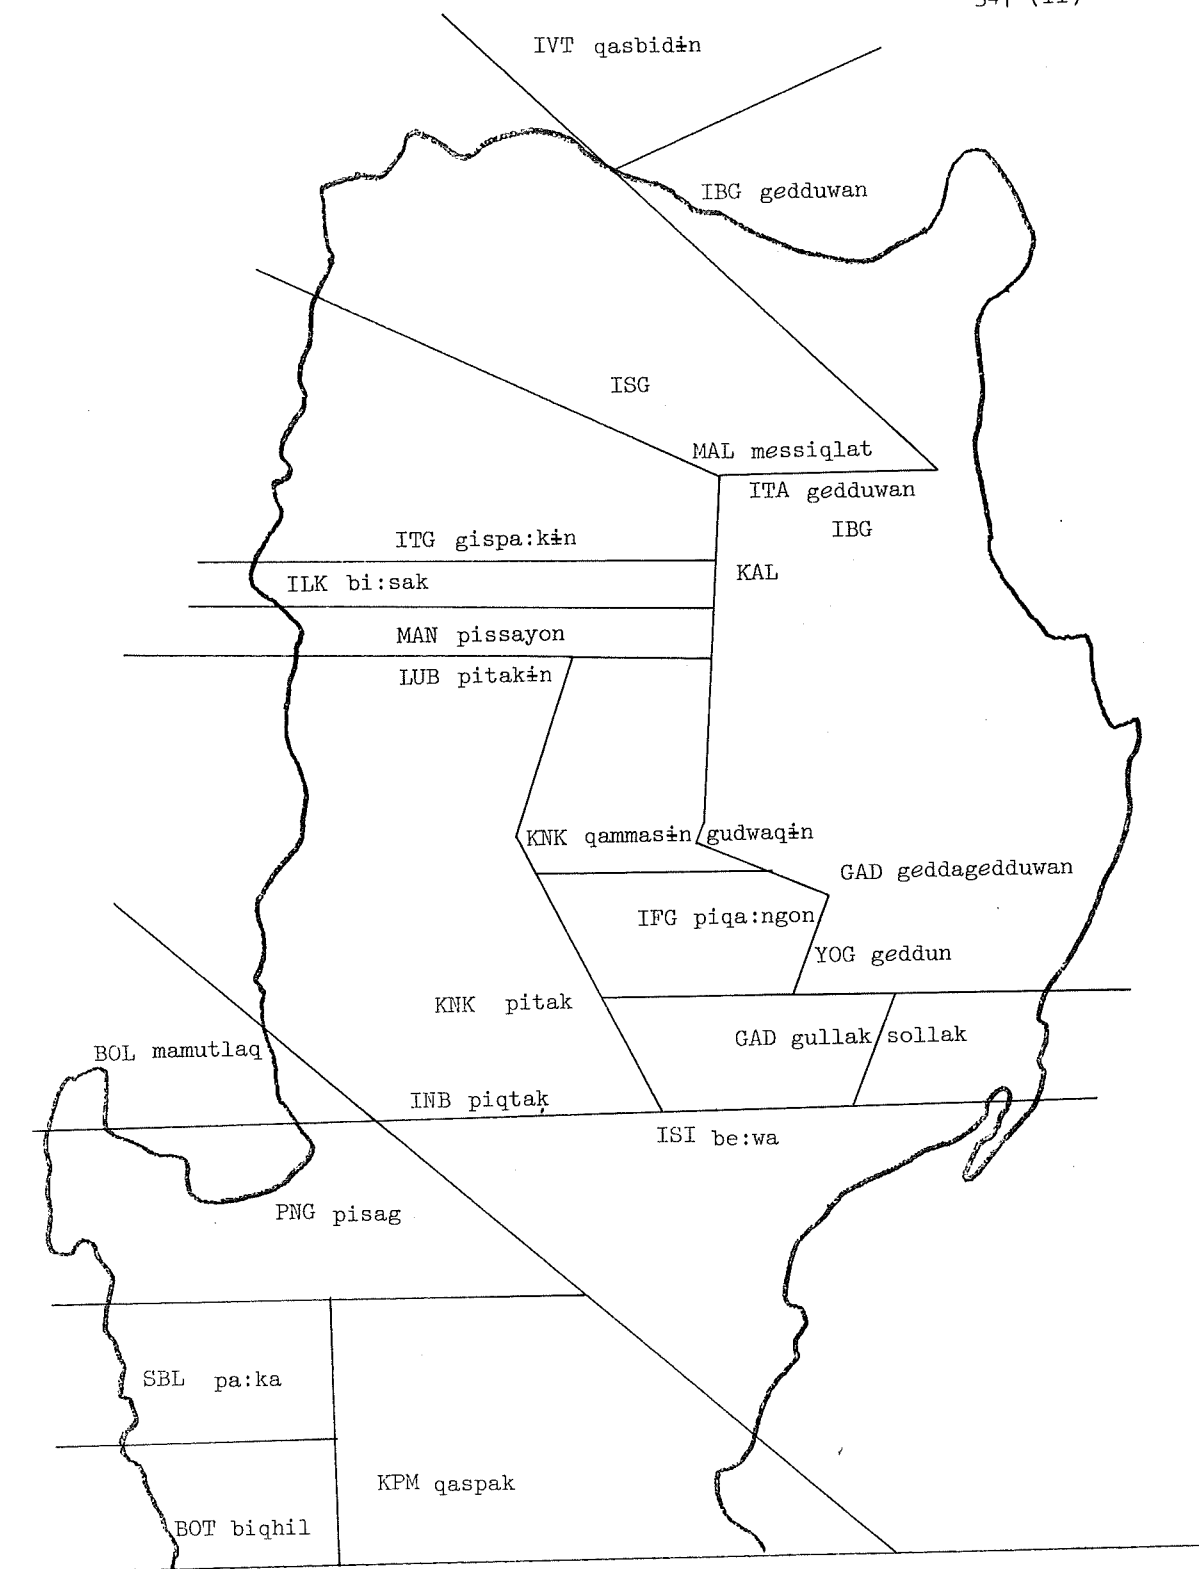 IVT qasbidɨn
IBG gedduwan
ISG
MAL messiqlat
ITA gedduwan
IBG
ITG gispa:kɨn
KAL
ILK bi:sak
MAN pissayon
LUB pitakɨn
KNK qammasɨn gudwaqɨn
GAD geddagedduwan
IFG piqa:ngon
YOG geddun
KNK pitak
GAD gullak sollak
BOL mamutlaq
INB piqtak
ISI be:wa
PNG pisag
SBL pa:ka
KPM qaspak
BOT biqhil